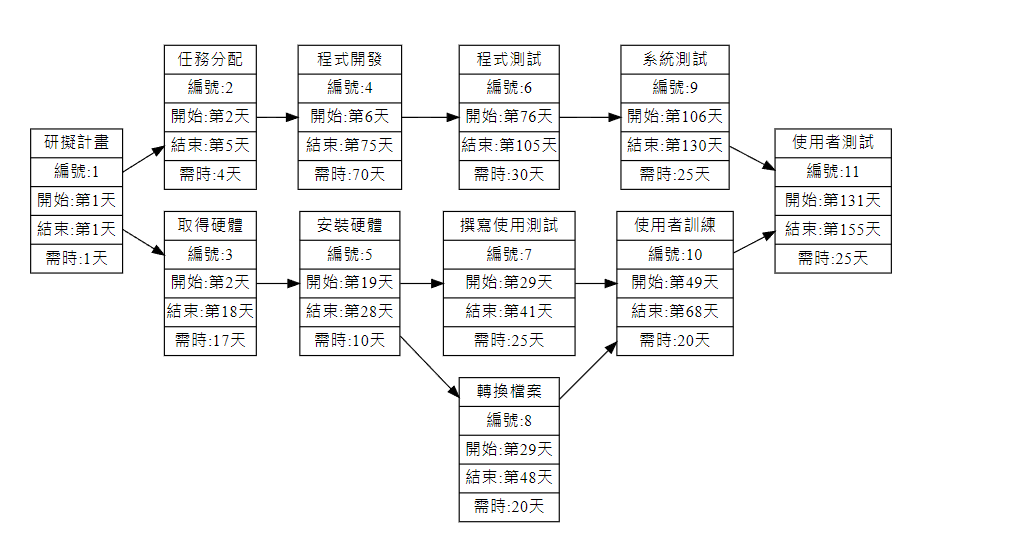 研擬計畫
編號:1
開始:第1天
結束:第1天
需時:1天
任務分配
編號:2
開始:第2天
結束:第5天
需時:4天
程式開發
編號:4
開始:第6天
結束:第75天
需時:70天
程式測試
編號:6
開始:第76天
結束:第105天
需時:30天
系統測試
編號:9
開始:第106天
結束:第130天
需時:25天
使用者測試
編號:11
開始:第131天
結束:第155天
需時:25天
取得硬體
編號:3
開始:第2天
結束:第18天
需時:17天
安裝硬體
編號:5
開始:第19天
結束:第28天
需時:10天
撰寫使用測試
編號:7
開始:第29天
結束:第41天
需時:25天
使用者訓練
編號:10
開始:第49天
結束:第68天
需時:20天
轉換檔案
編號:8
開始:第29天
結束:第48天
需時:20天